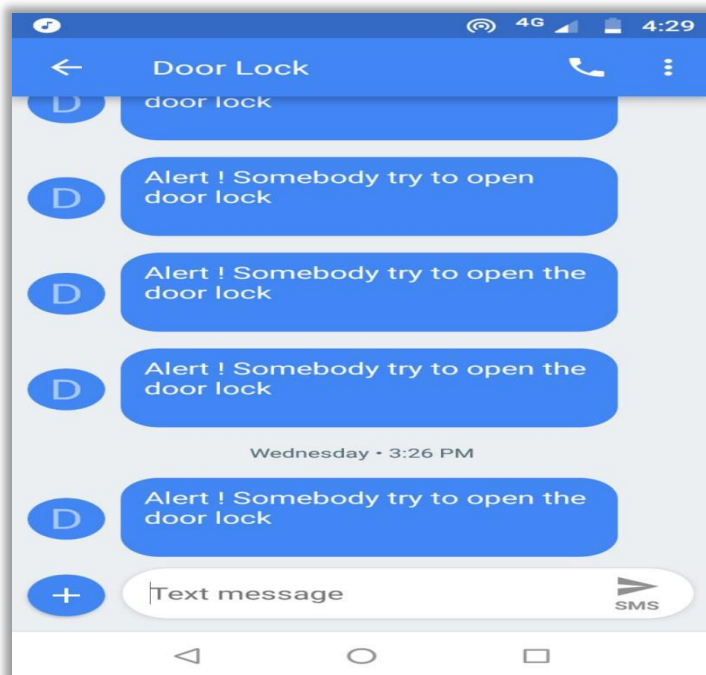 4G 4:29
Door Lock
D door lock
Alert ! Somebody try to open
D door lock
Alert ! Somebody try to open the
D door lock
Alert ! Somebody try to open the
D door lock
Wednesday • 3:26 PM
Alert ! Somebody try to open the
D door lock
+ Text message
SMS